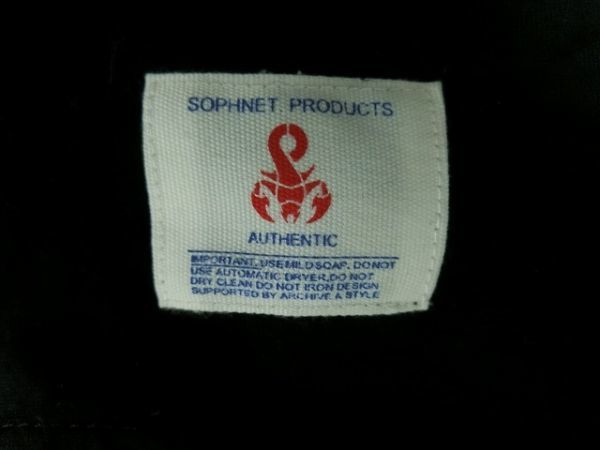 SOPHNET. PRODUCTS
AUTHENTIC
IMPORTANT. USE MILD SOAP. DO NOT
USE AUTOMATIC DRYER, DO NOT
DRY CLEAN DO NOT IRON DESIGN
SUPPORTED BY ARCHIVE & STYLE